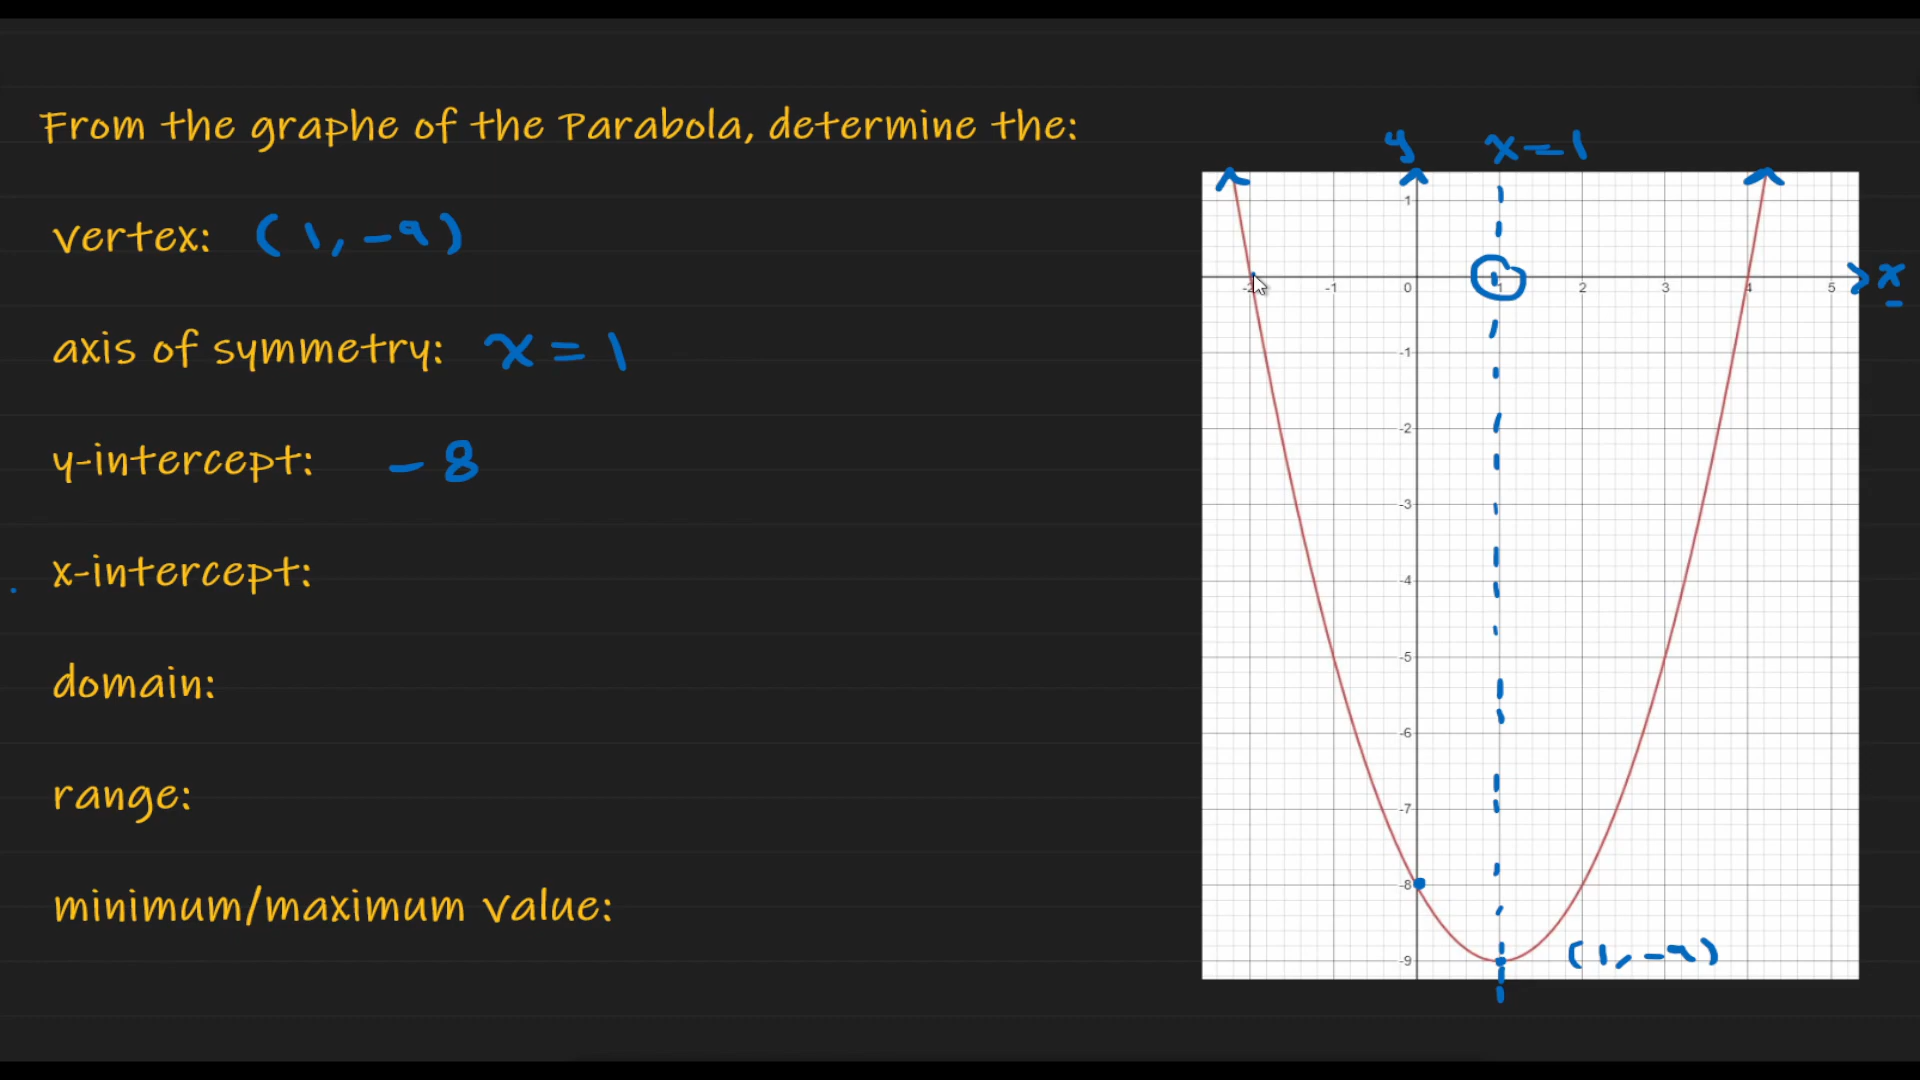 From the graphe of the Parabola, determine the:
vertex: (1, -9)
axis of symmetry: x = 1
y-intercept: -8
x-intercept:
domain:
range:
minimum/maximum value:
y x=1
1
-2 -1 0 1 2 3 4 5 x
-1
-2
-3
-4
-5
-6
-7
-8
-9 (1, -9)